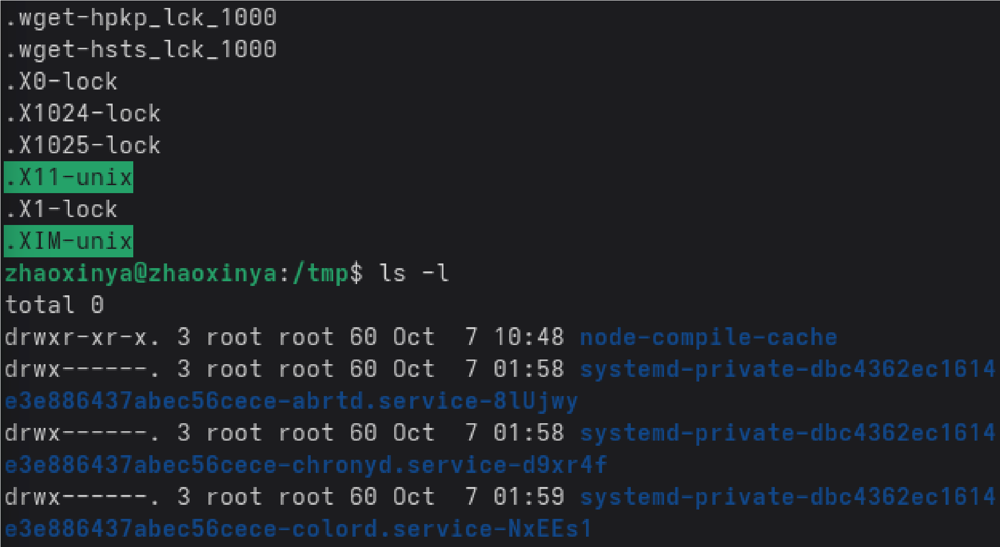 .wget-hpkp_lck_1000
.wget-hsts_lck_1000
.X0-lock
.X1024-lock
.X1025-lock
.X11-unix
.X1-lock
.XIM-unix
zhaoxinya@zhaoxinya:/tmp$ ls -l
total 0
drwxr-xr-x. 3 root root 60 Oct  7 10:48 node-compile-cache
drwx------. 3 root root 60 Oct  7 01:58 systemd-private-dbc4362ec1614
e3e886437abec56cece-abrtd.service-8lUjwy
drwx------. 3 root root 60 Oct  7 01:58 systemd-private-dbc4362ec1614
e3e886437abec56cece-chronyd.service-d9xr4f
drwx------. 3 root root 60 Oct  7 01:59 systemd-private-dbc4362ec1614
e3e886437abec56cece-colord.service-NxEEs1